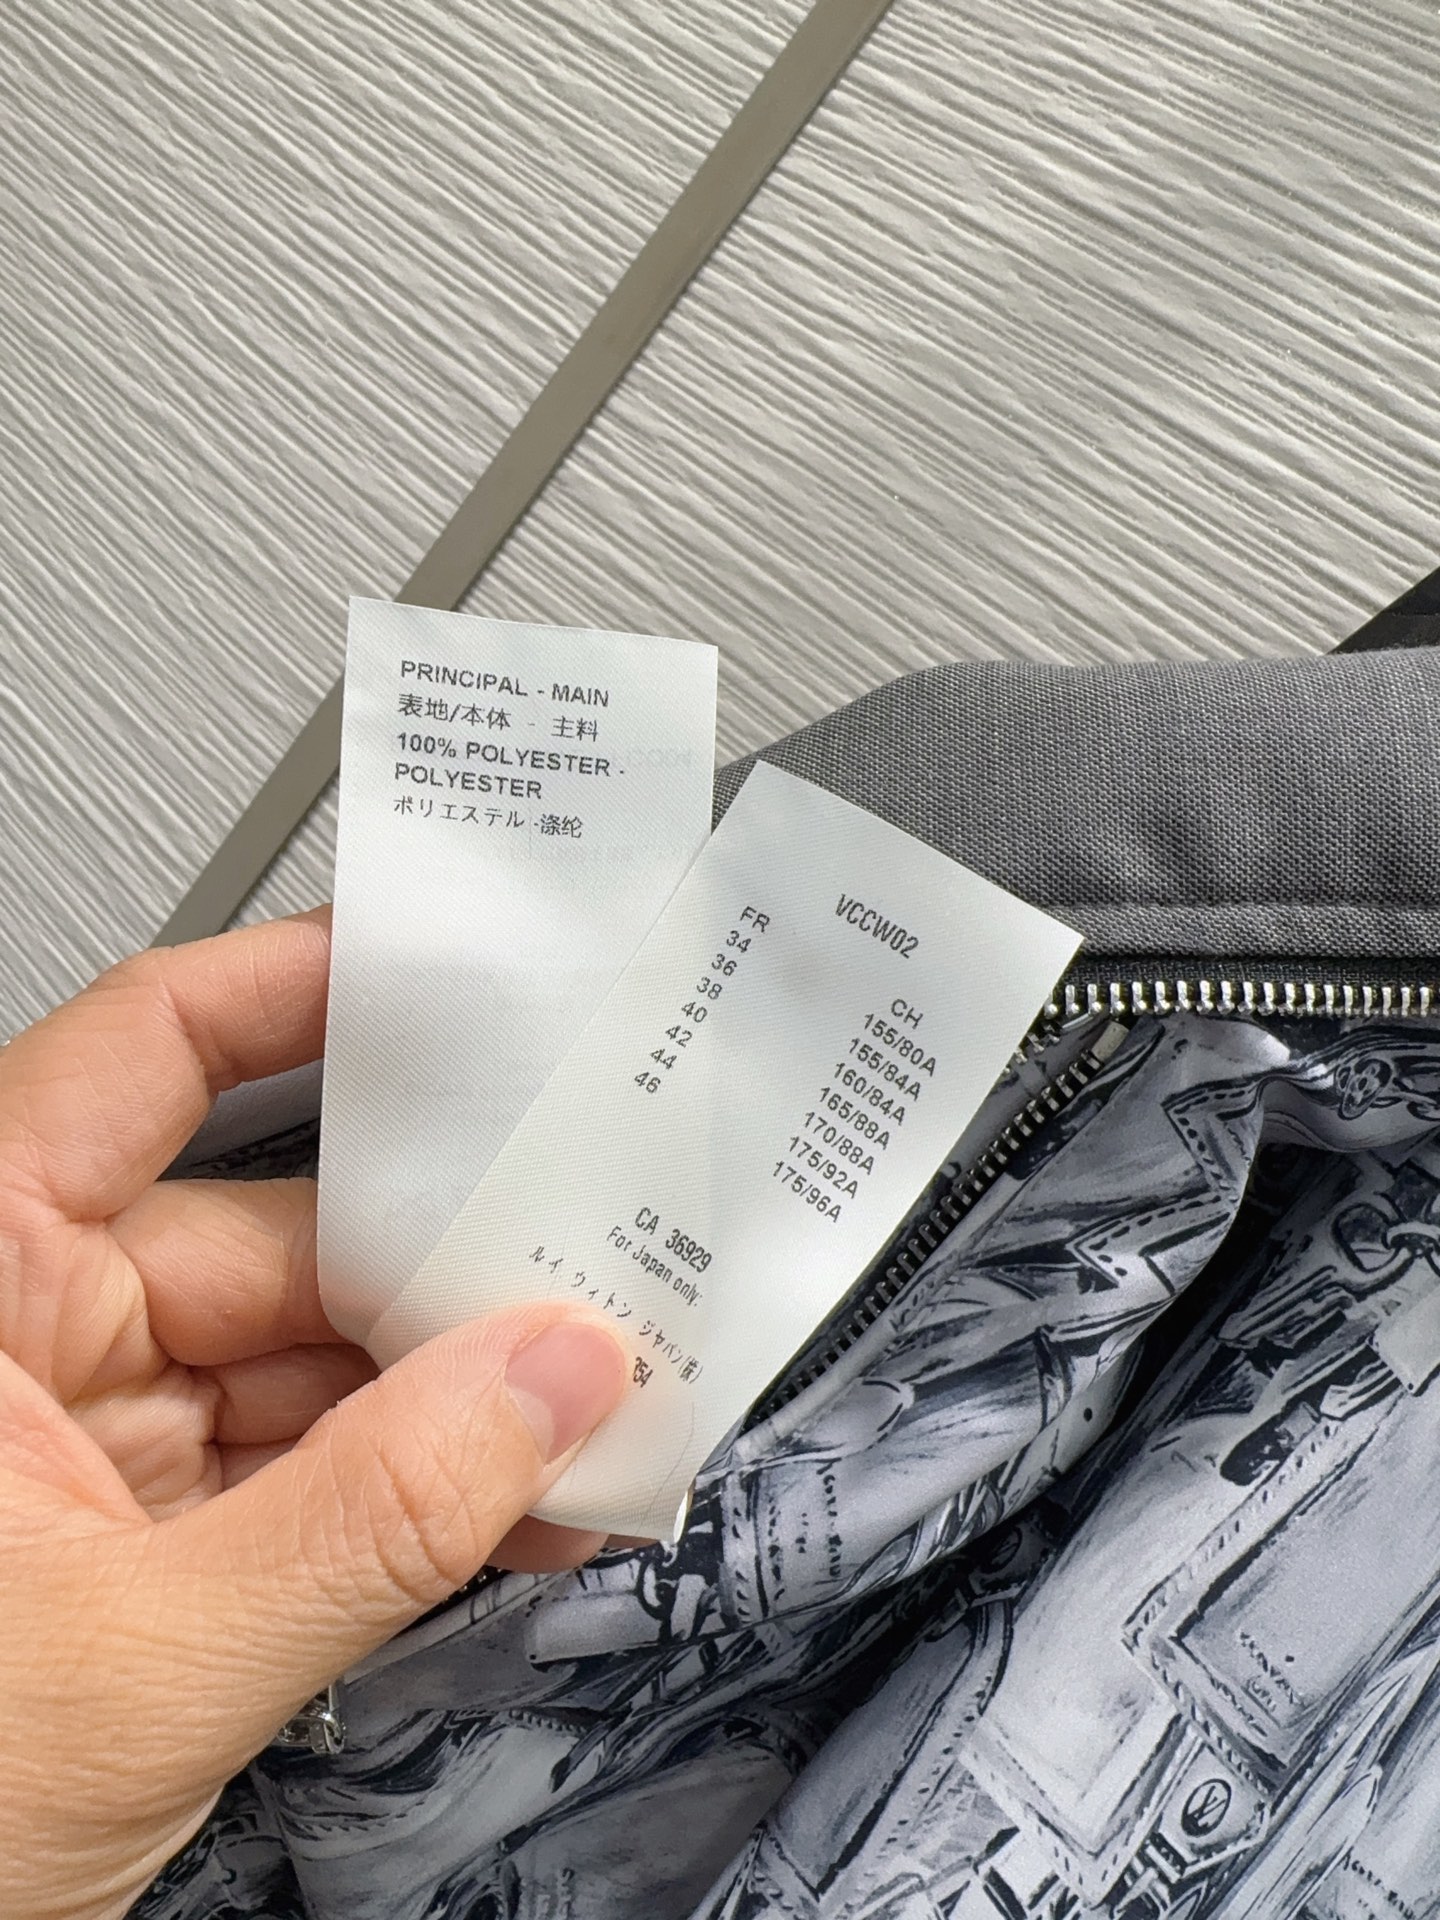 PRINCIPAL - MAIN
表地/本体 - 主料
100% POLYESTER -
POLYESTER
ポリエステル -涤纶
VCCW02
FR CH
34 155/80A
36 155/84A
38 160/84A
40 165/88A
42 170/88A
44 175/92A
46 175/96A
CA 36929
For Japan only:
ルイ ヴィトン ジャパン(株)
354